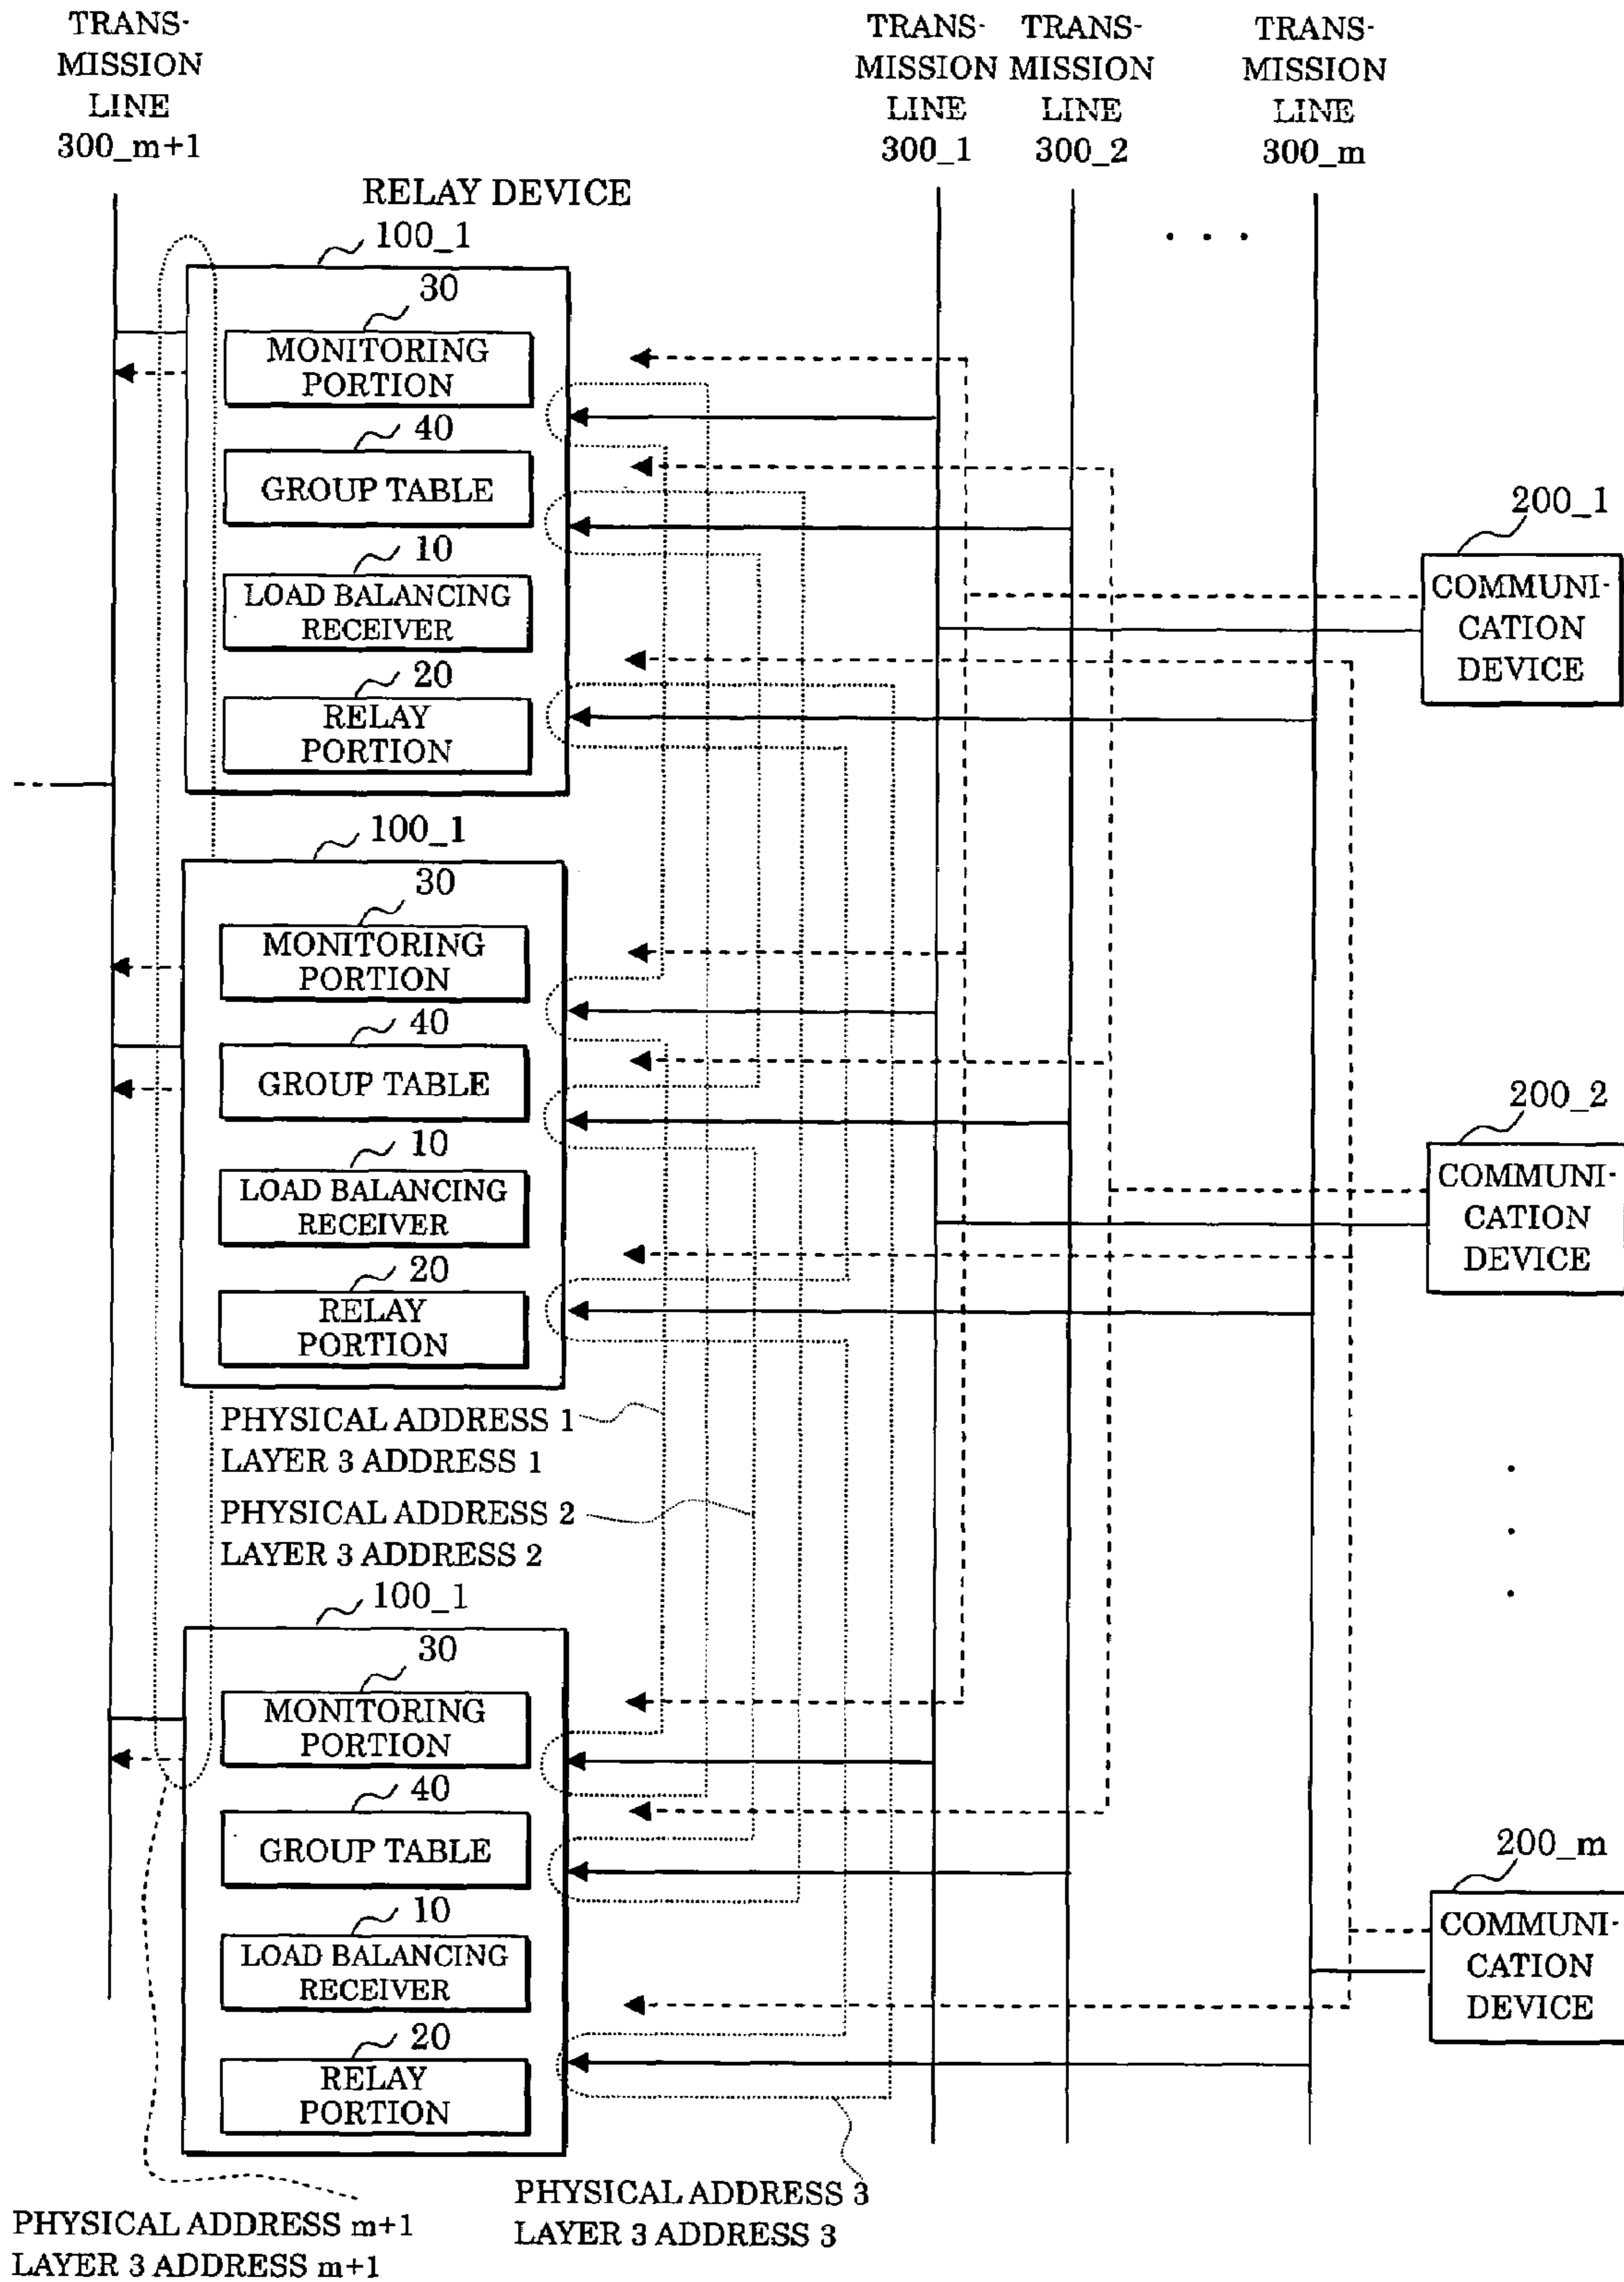 TRANS-
MISSION
LINE
300_m+1
TRANS-
MISSION
LINE
300_1
TRANS-
MISSION
LINE
300_2
TRANS-
MISSION
LINE
300_m
RELAY DEVICE
100_1
. . .
30
MONITORING
PORTION
40
GROUP TABLE
10
LOAD BALANCING
RECEIVER
20
RELAY
PORTION
200_1
COMMUNI-
CATION
DEVICE
100_1
30
MONITORING
PORTION
40
GROUP TABLE
10
LOAD BALANCING
RECEIVER
20
RELAY
PORTION
200_2
COMMUNI-
CATION
DEVICE
PHYSICAL ADDRESS 1
LAYER 3 ADDRESS 1
PHYSICAL ADDRESS 2
LAYER 3 ADDRESS 2
100_1
30
MONITORING
PORTION
40
GROUP TABLE
10
LOAD BALANCING
RECEIVER
20
RELAY
PORTION
200_m
COMMUNI-
CATION
DEVICE
PHYSICAL ADDRESS 3
LAYER 3 ADDRESS 3
PHYSICAL ADDRESS m+1
LAYER 3 ADDRESS m+1